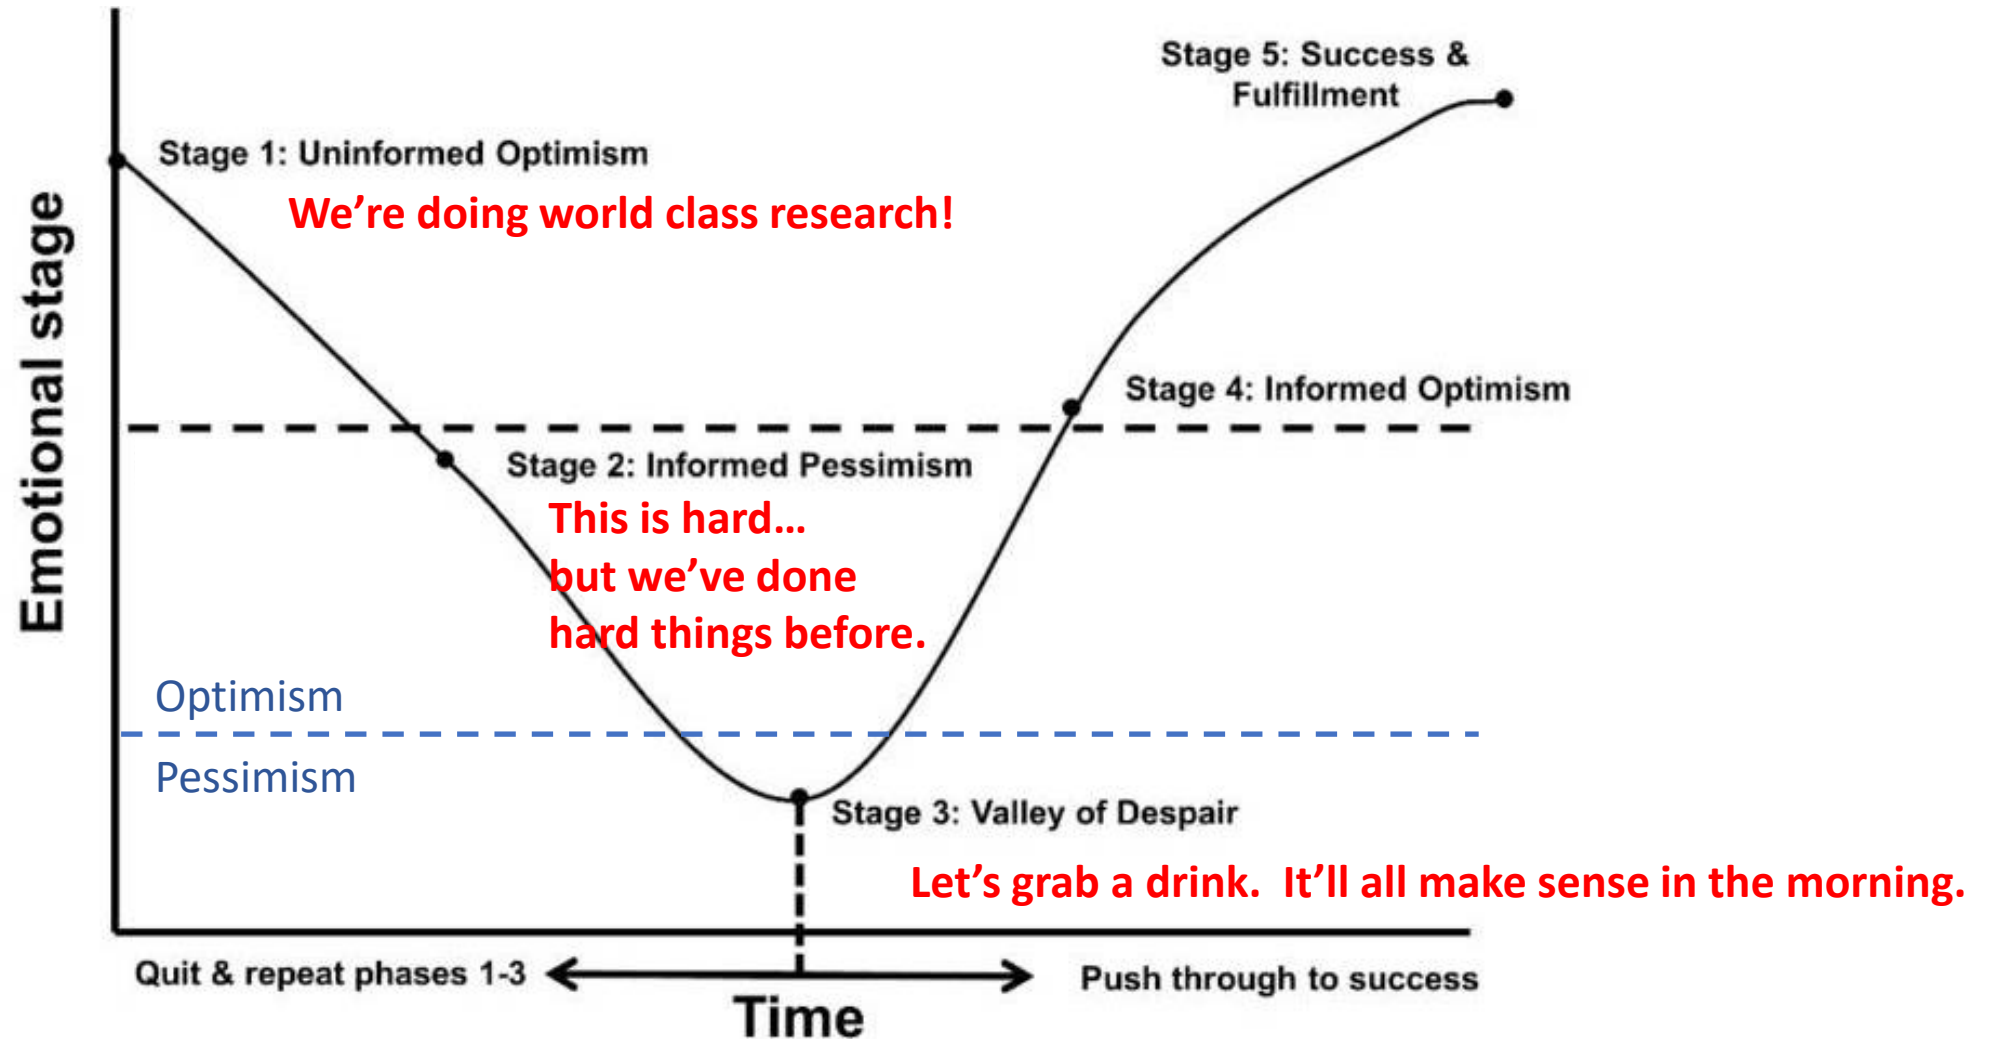 Stage 5: Success &
Fulfillment
Stage 1: Uninformed Optimism
We’re doing world class research!
Emotional stage
Stage 4: Informed Optimism
Stage 2: Informed Pessimism
This is hard…
but we’ve done
hard things before.
Optimism
Pessimism
Stage 3: Valley of Despair
Let’s grab a drink.  It’ll all make sense in the morning.
Quit & repeat phases 1-3
Push through to success
Time